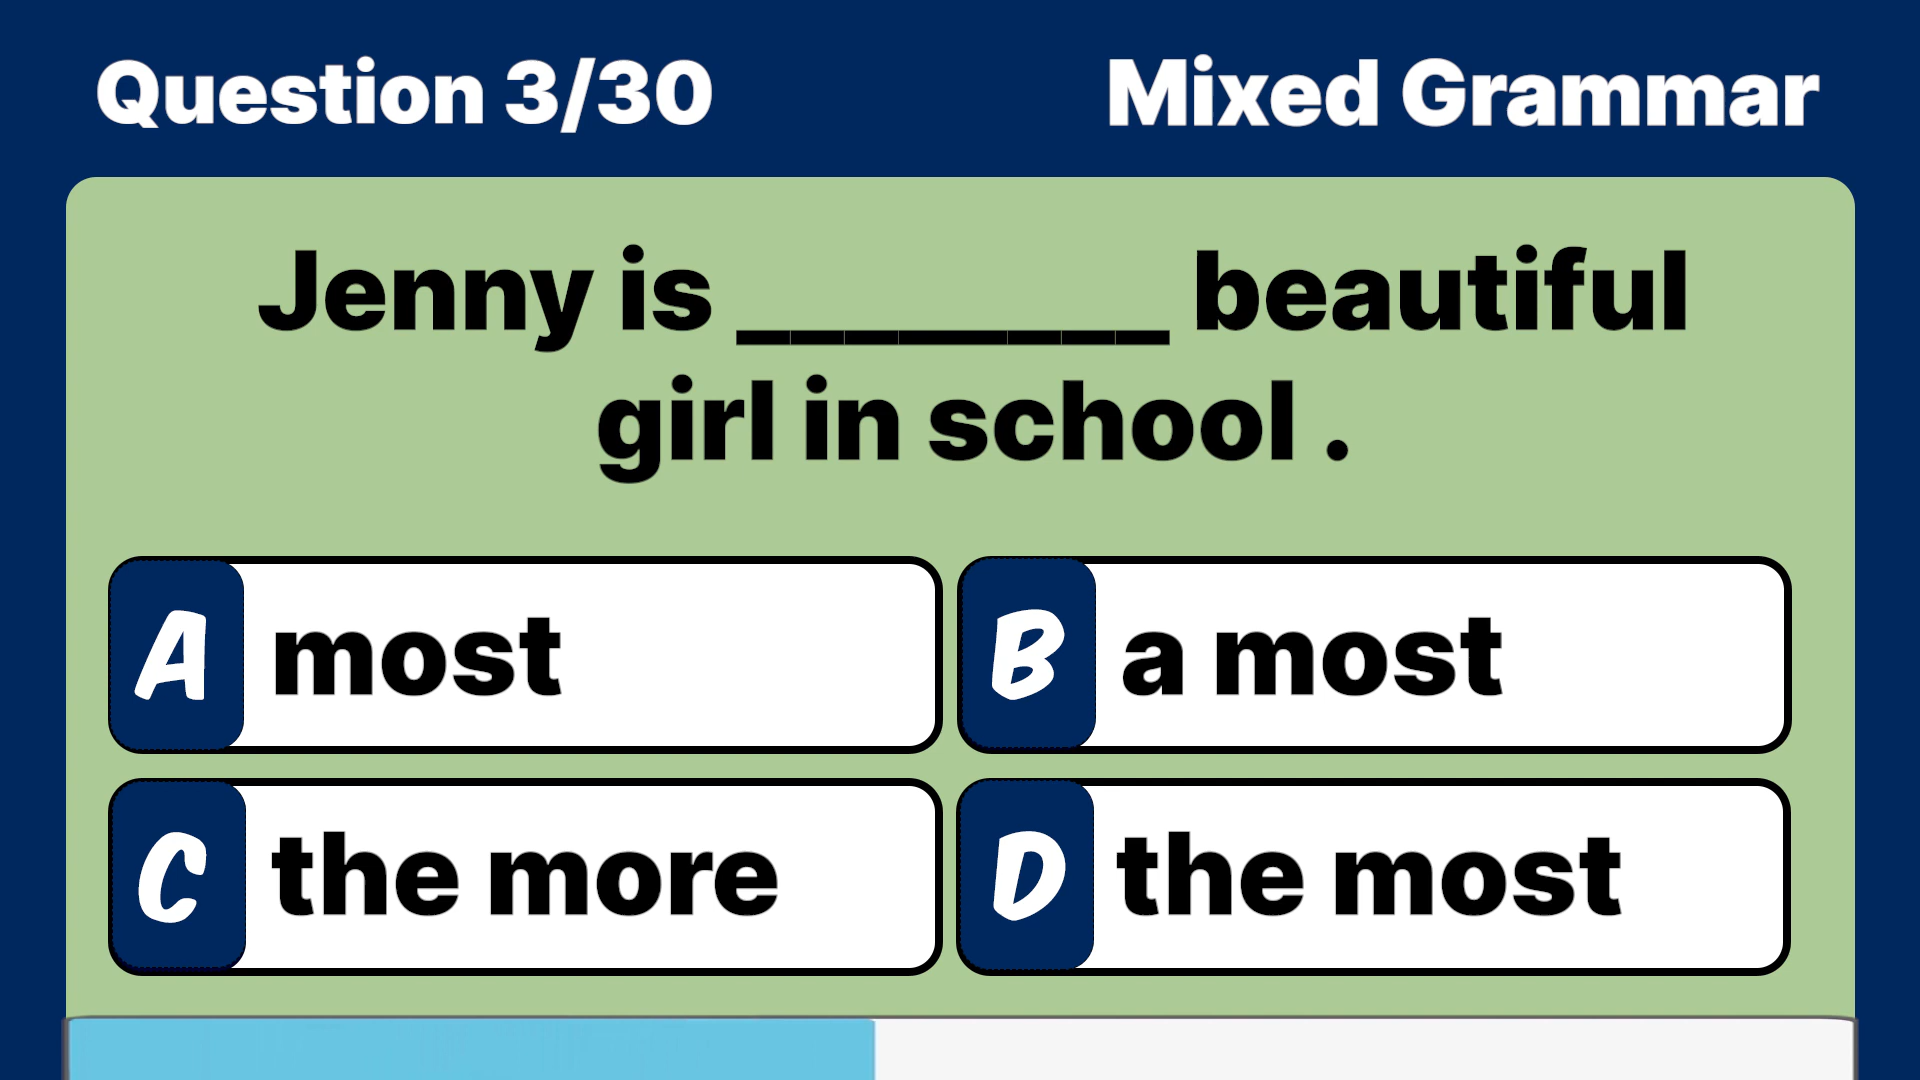 Question 3/30
Mixed Grammar
Jenny is ________ beautiful
girl in school .
A most
B a most
C the more
D the most